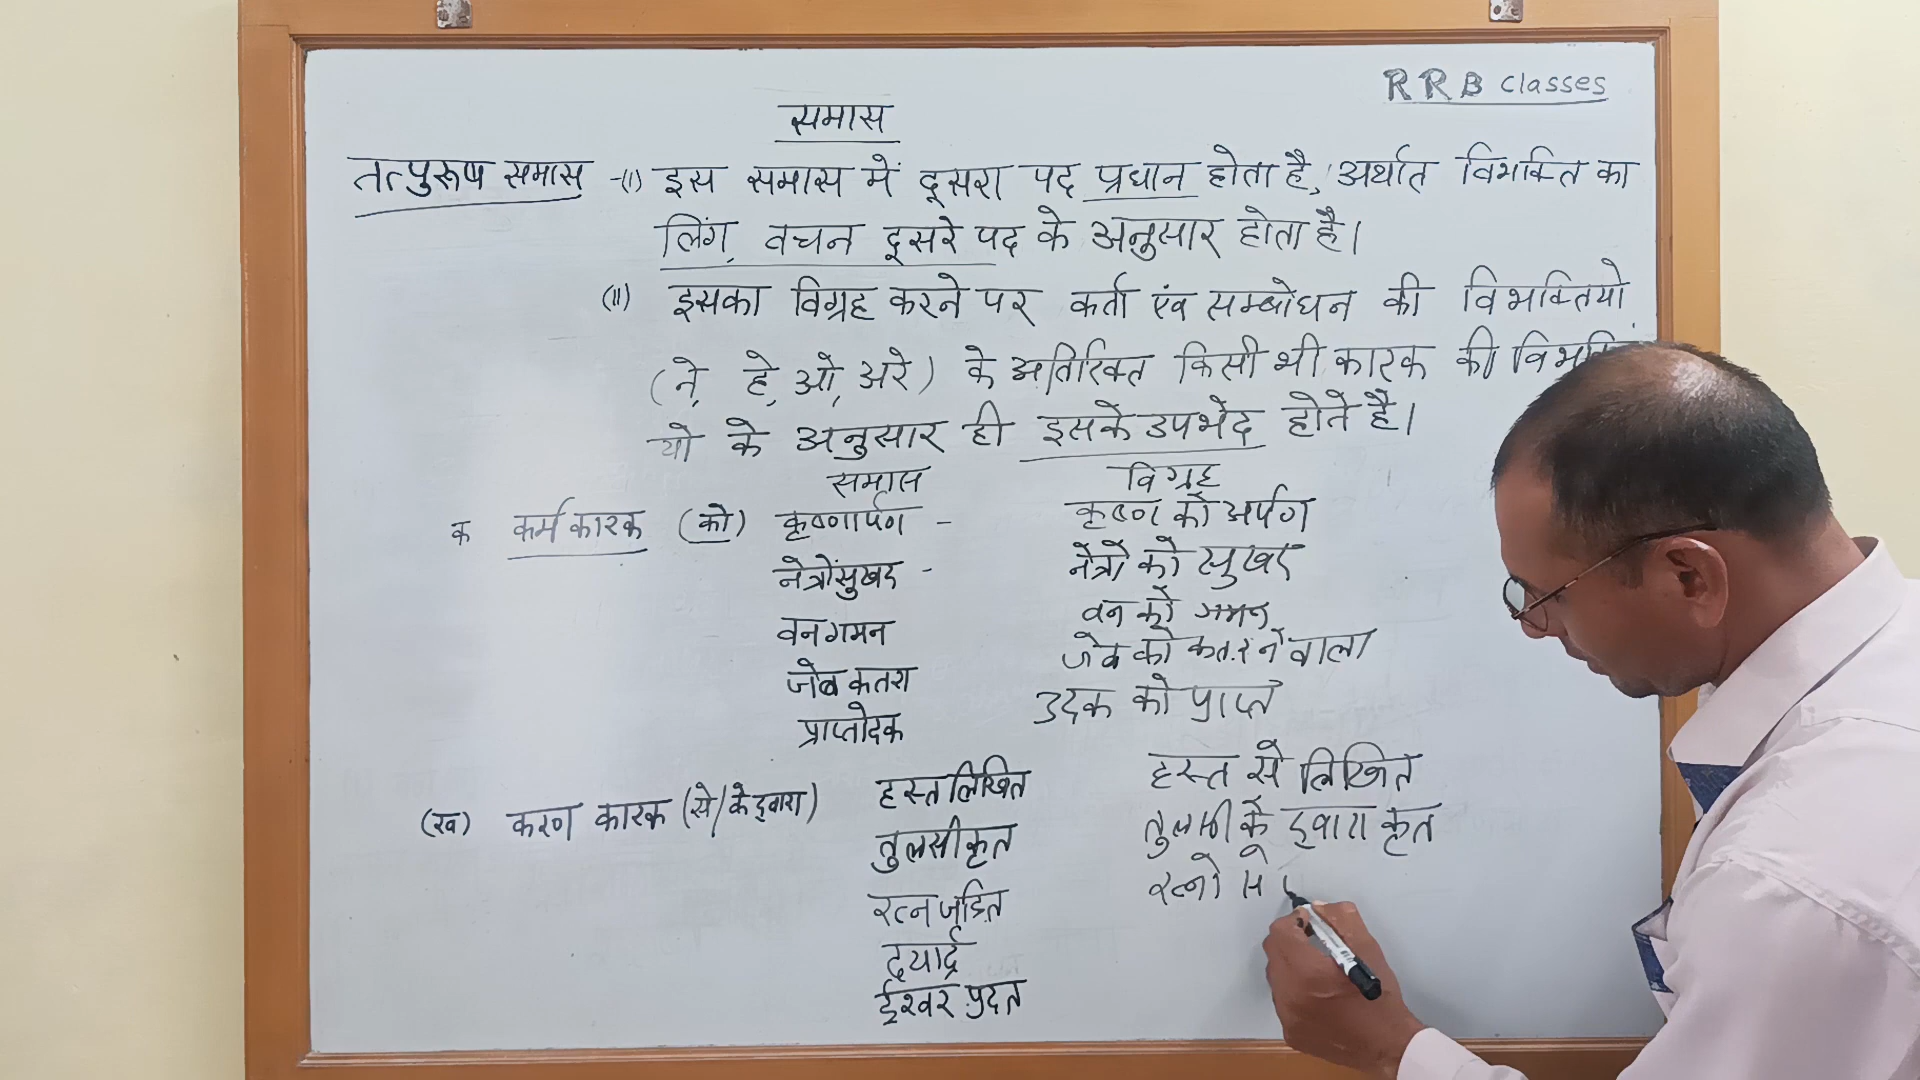 RRB classes
समास
तत्पुरूष समास -(i) इस समास में दूसरा पद प्रधान होता है, अर्थात विभक्ति का
लिंग, वचन दूसरे पद के अनुसार होता है।
(ii) इसका विग्रह करने पर कर्ता एंव सम्बोधन की विभक्तियो
(ने, हे, ओ, अरे) के अतिरिक्त किसी भी कारक की
यो के अनुसार ही इसके उपभेद होते है।
समास विग्रह
क कर्म कारक (को) कृष्णार्पण - कृष्ण को अर्पण
नेत्रोंसुखद - नेत्रों को सुखद
वनगमन वन को गमन
जेब कतरा जेब को कतरने वाला
प्राप्तोदक उदक को प्राप्त
(ख) करण कारक (से/के द्वारा) हस्तलिखित हस्त से लिखित
तुलसीकृत तुलसी के द्वारा कृत
रत्न जड़ित रत्नो से
दयार्द्र
ईश्वर प्रदत